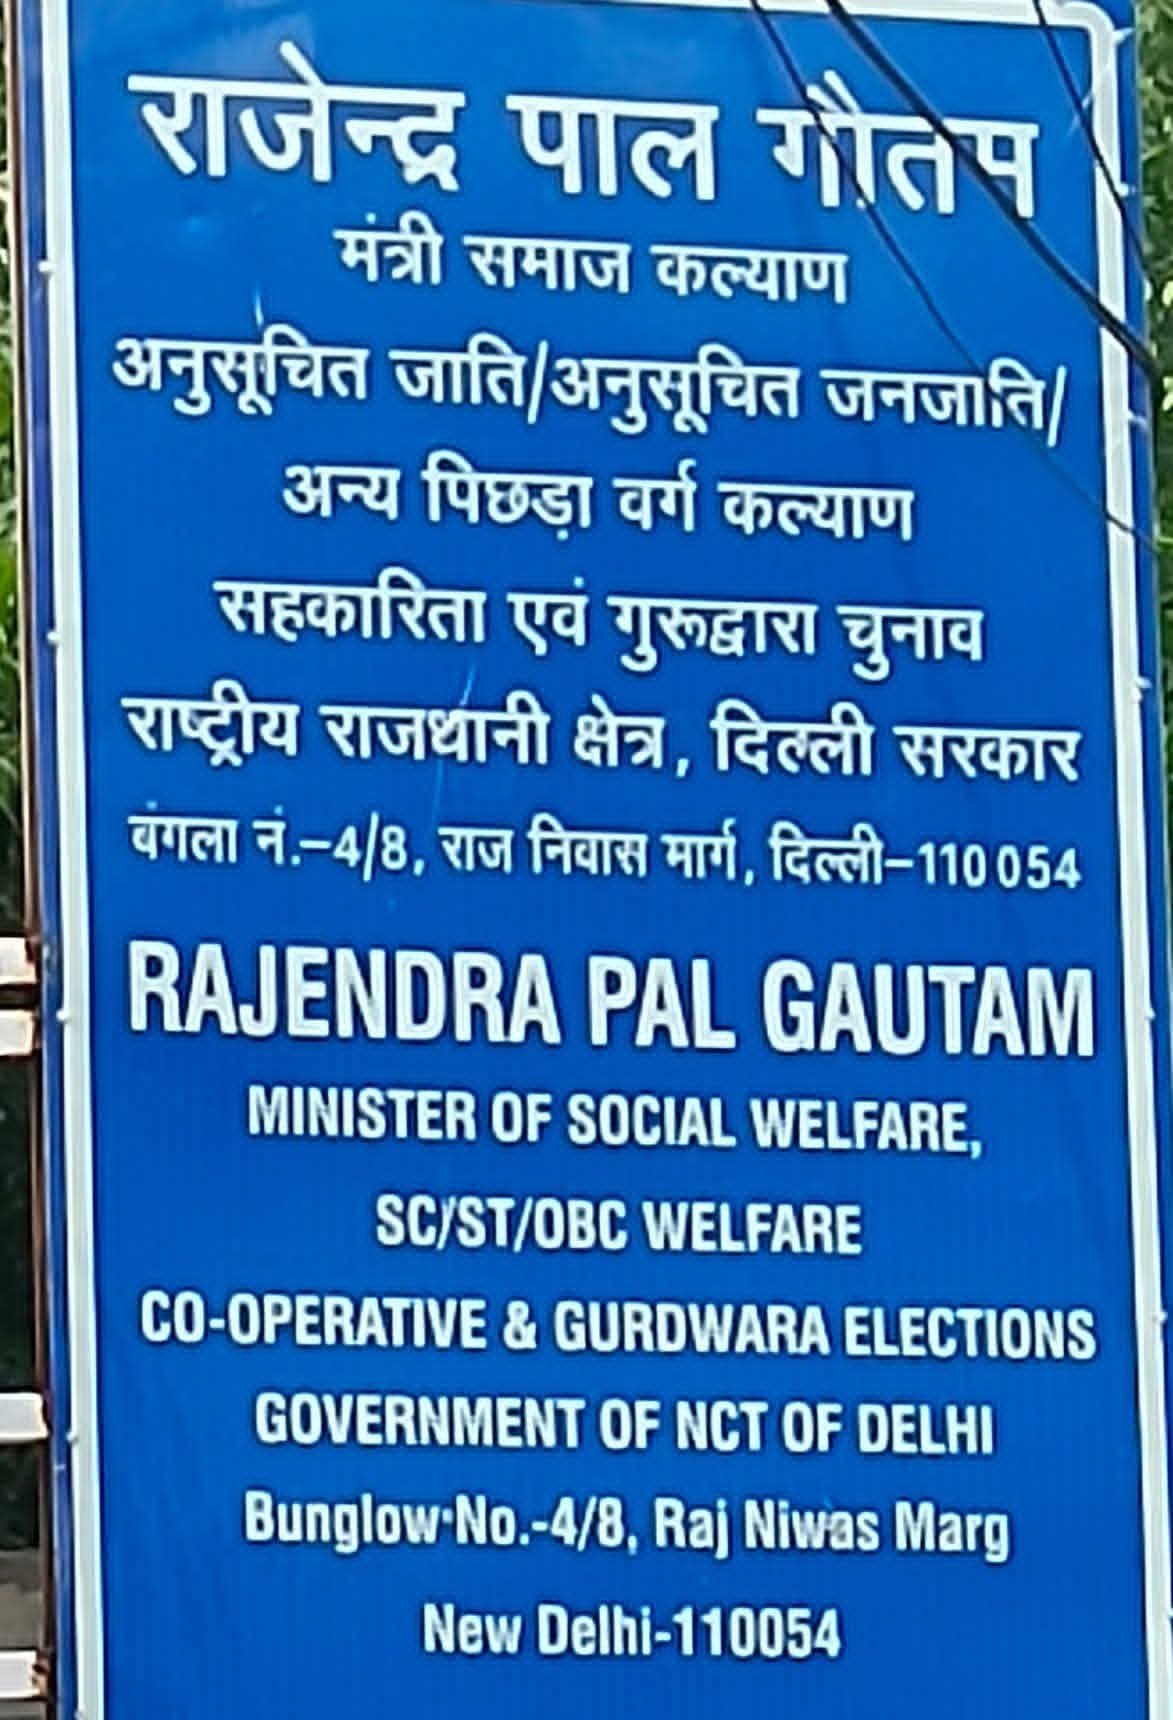 राजेन्द्र पाल गौतम
मंत्री समाज कल्याण
अनुसूचित जाति/अनुसूचित जनजाति/
अन्य पिछड़ा वर्ग कल्याण
सहकारिता एवं गुरूद्वारा चुनाव
राष्ट्रीय राजधानी क्षेत्र, दिल्ली सरकार
वंगला नं.–4/8, राज निवास मार्ग, दिल्ली–110054
RAJENDRA PAL GAUTAM
MINISTER OF SOCIAL WELFARE,
SC/ST/OBC WELFARE
CO-OPERATIVE & GURDWARA ELECTIONS
GOVERNMENT OF NCT OF DELHI
Bunglow No.-4/8, Raj Niwas Marg
New Delhi-110054